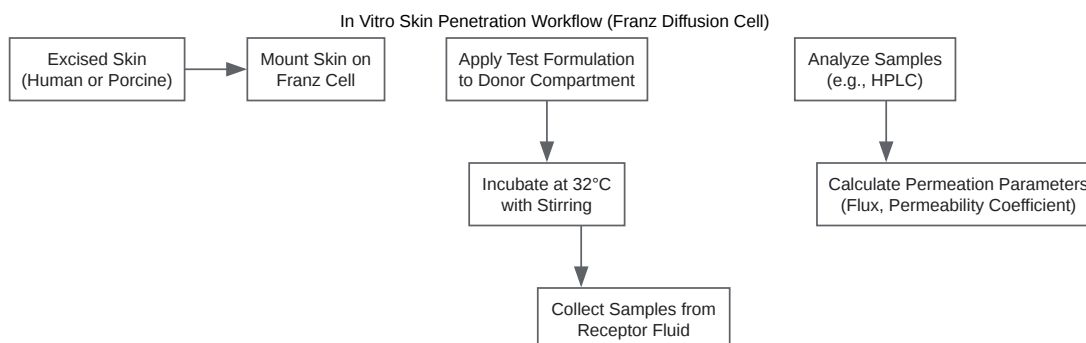 In Vitro Skin Penetration Workflow (Franz Diffusion Cell)
Excised Skin
(Human or Porcine)
Mount Skin on
Franz Cell
Apply Test Formulation
to Donor Compartment
Incubate at 32°C
with Stirring
Collect Samples from
Receptor Fluid
Analyze Samples
(e.g., HPLC)
Calculate Permeation Parameters
(Flux, Permeability Coefficient)